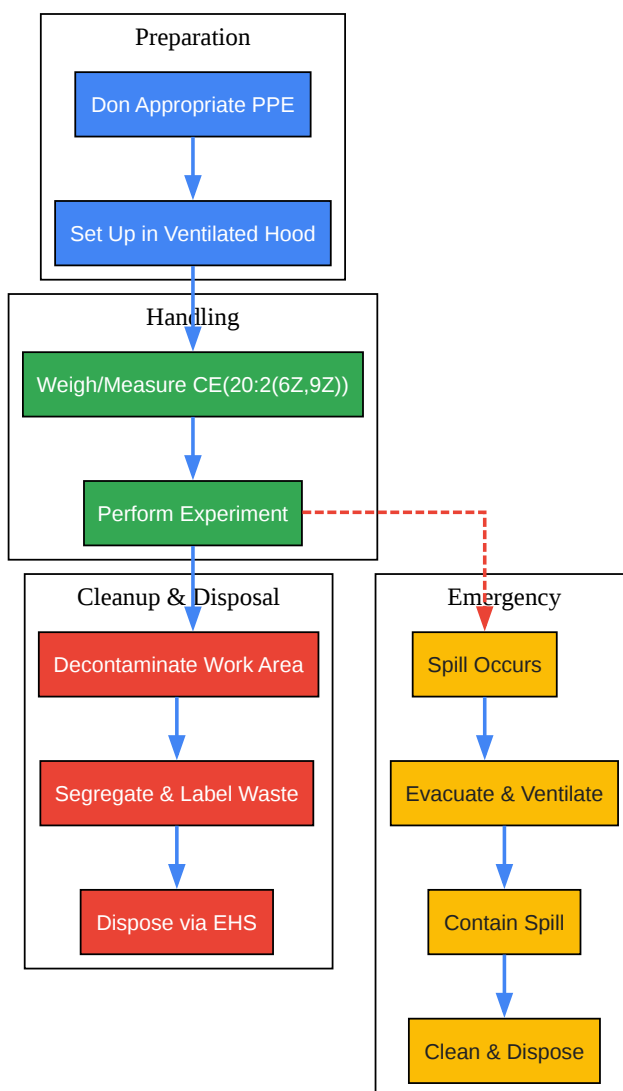 Preparation
Don Appropriate PPE
Set Up in Ventilated Hood
Handling
Weigh/Measure CE(20:2(6Z,9Z))
Perform Experiment
Cleanup & Disposal
Decontaminate Work Area
Segregate & Label Waste
Dispose via EHS
Emergency
Spill Occurs
Evacuate & Ventilate
Contain Spill
Clean & Dispose